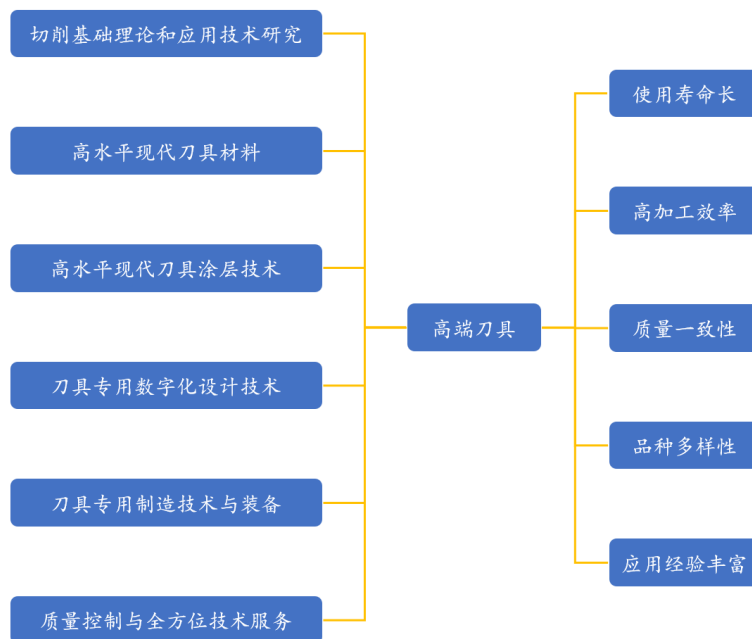 切削基础理论和应用技术研究
高水平现代刀具材料
高水平现代刀具涂层技术
刀具专用数字化设计技术
刀具专用制造技术与装备
质量控制与全方位技术服务
高端刀具
使用寿命长
高加工效率
质量一致性
品种多样性
应用经验丰富